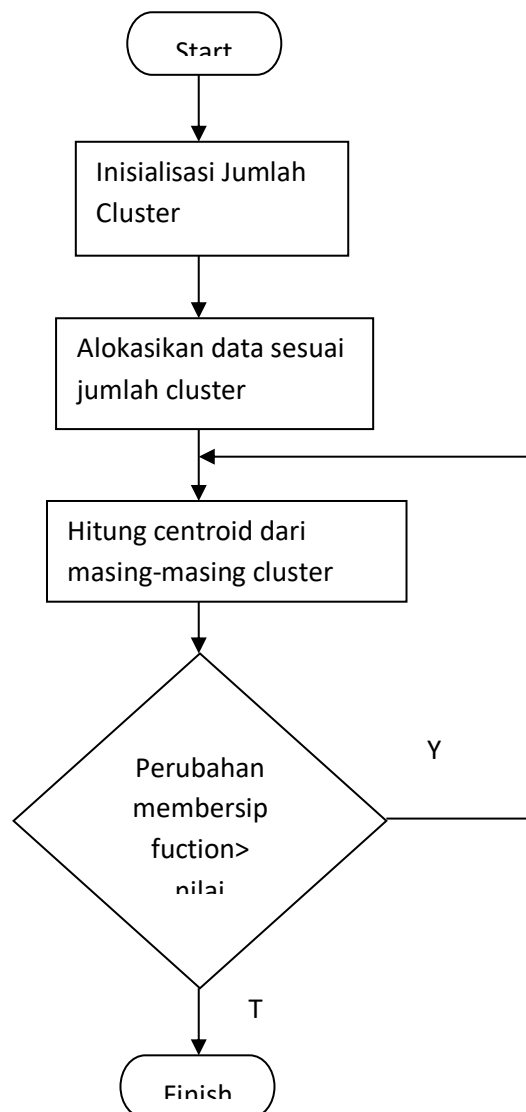 Start
Inisialisasi Jumlah
Cluster
Alokasikan data sesuai
jumlah cluster
Hitung centroid dari
masing-masing cluster
Perubahan
membersip
fuction>
nilai
Y
T
Finish